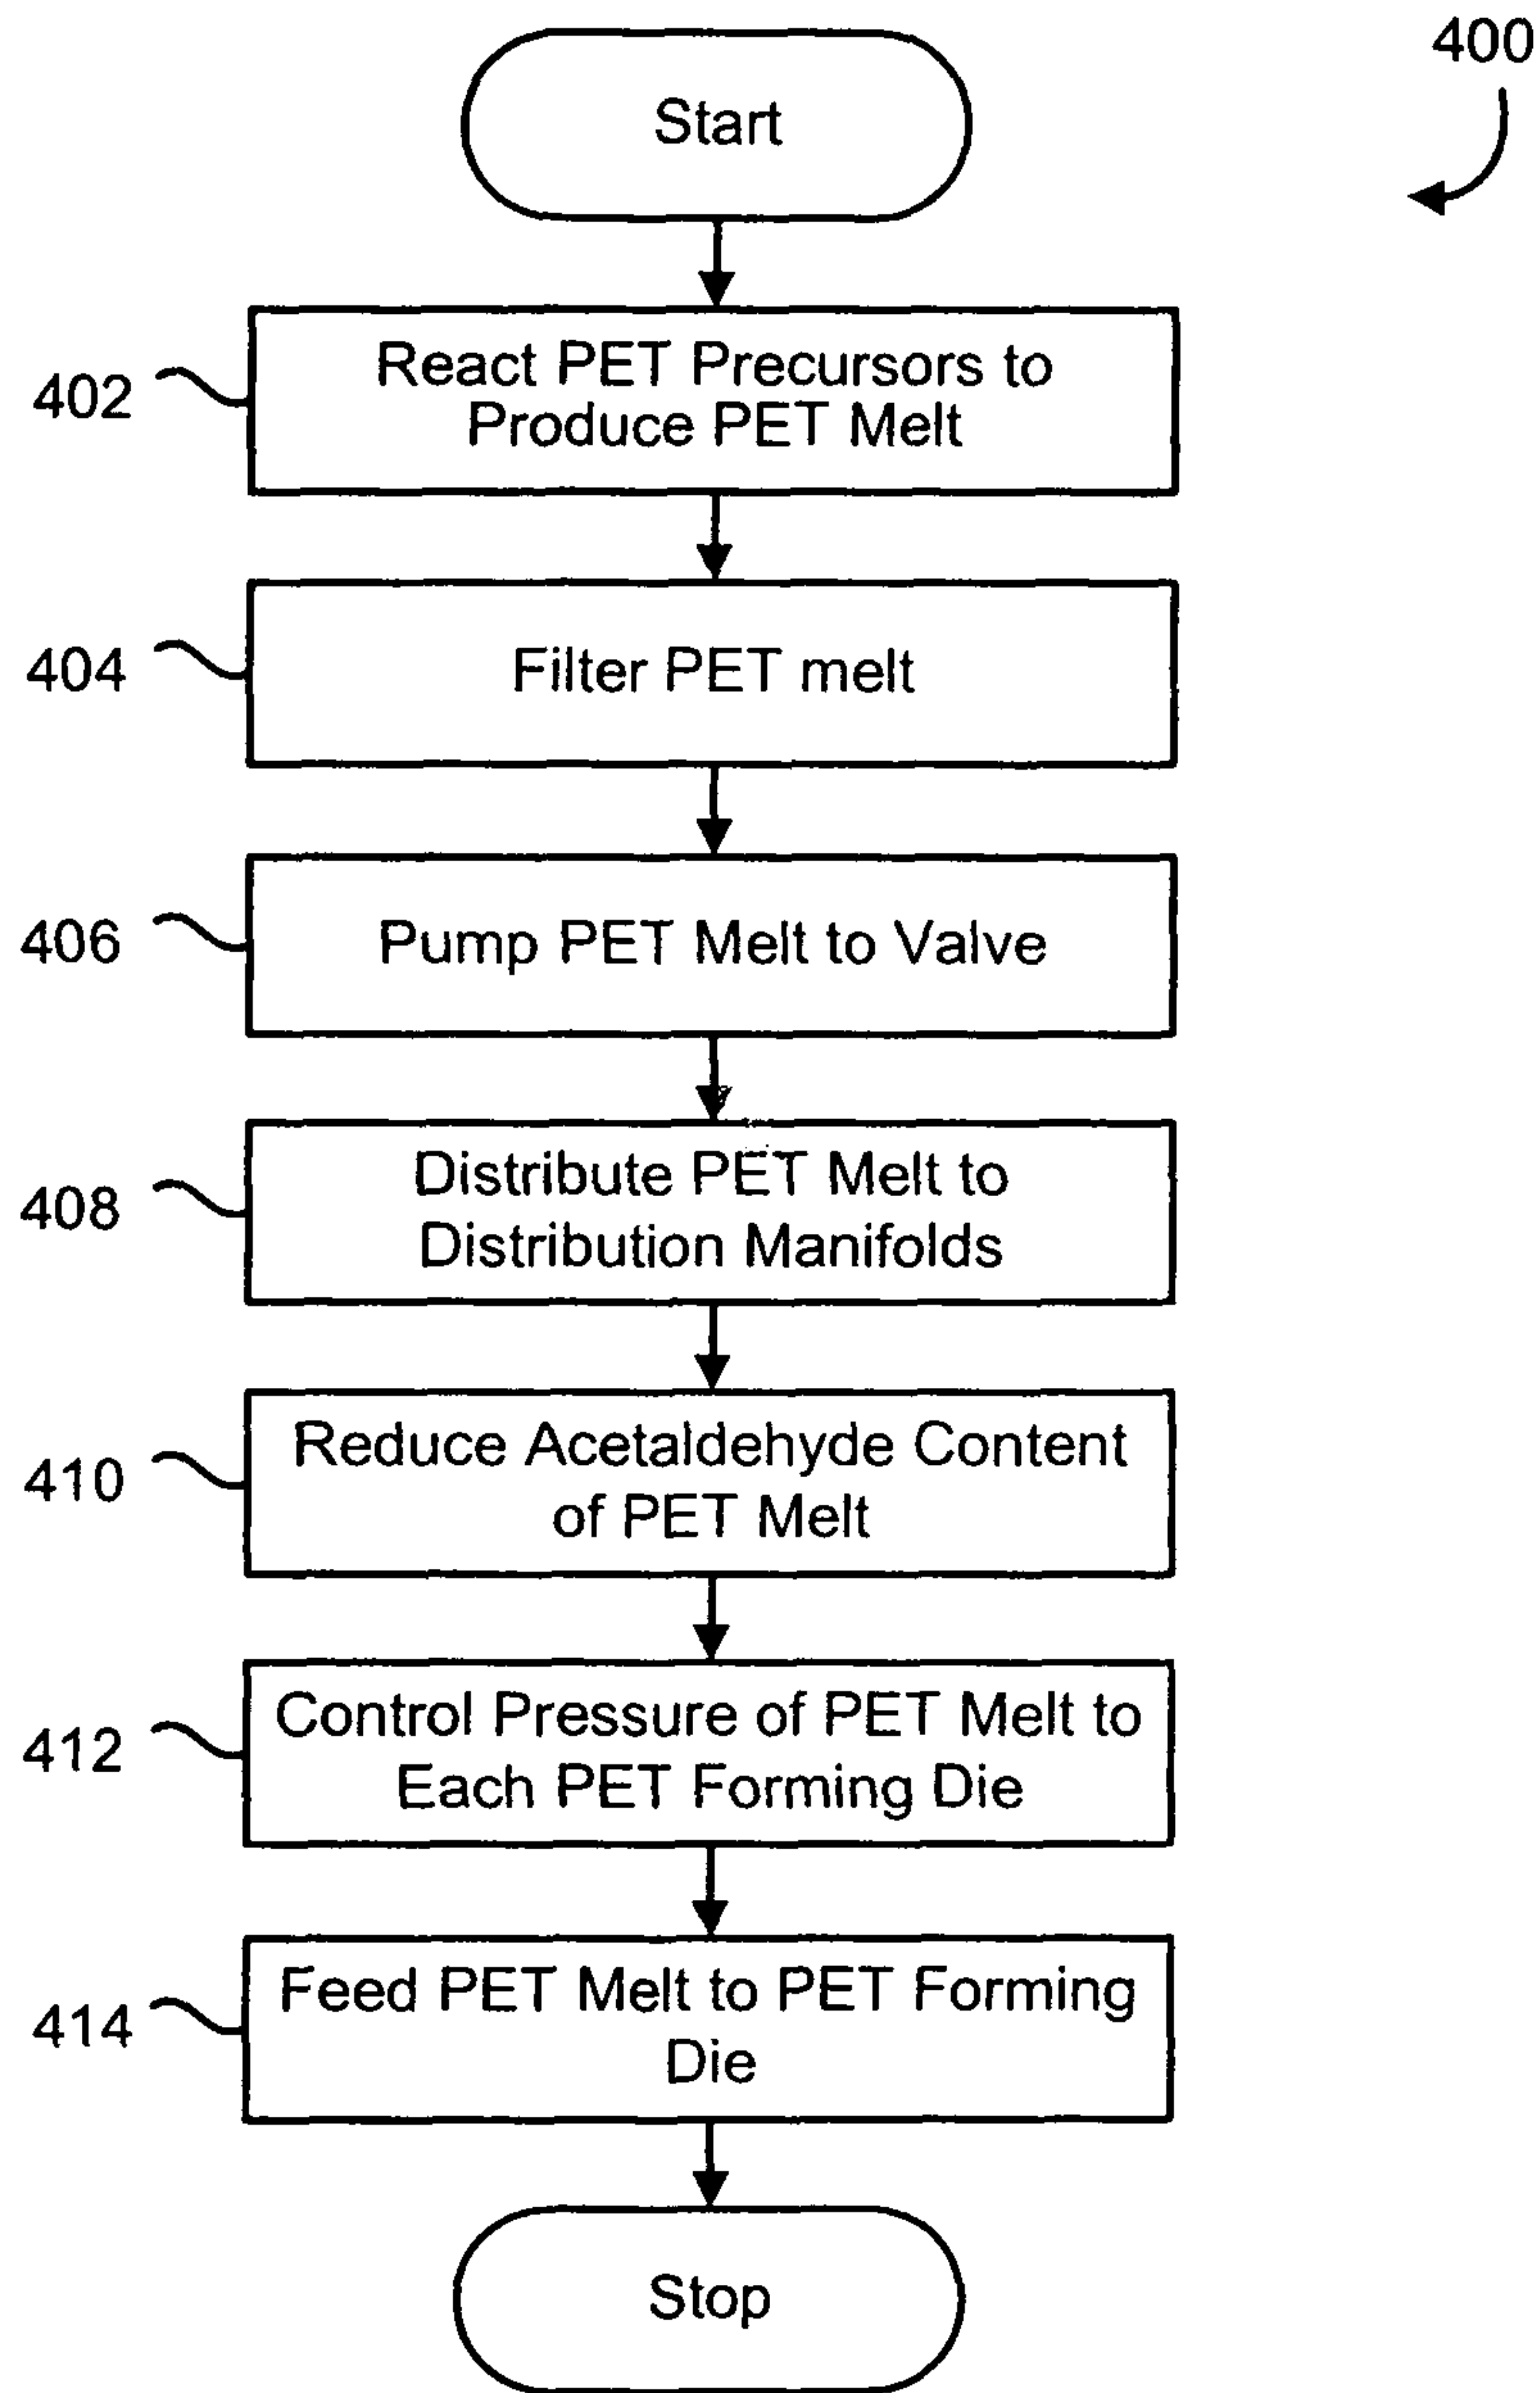 400
Start
402
React PET Precursors to
Produce PET Melt
404
Filter PET melt
406
Pump PET Melt to Valve
408
Distribute PET Melt to
Distribution Manifolds
410
Reduce Acetaldehyde Content
of PET Melt
412
Control Pressure of PET Melt to
Each PET Forming Die
414
Feed PET Melt to PET Forming
Die
Stop